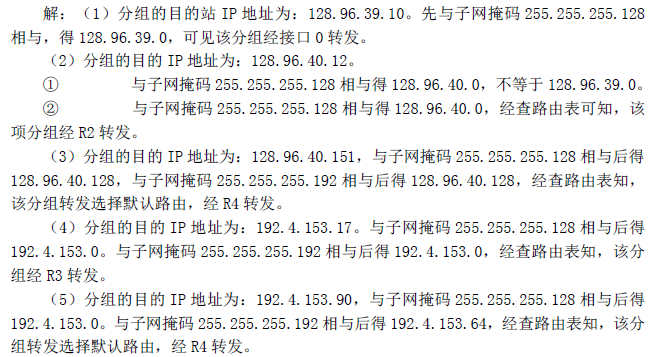 解：（1）分组的目的站 IP 地址为：128.96.39.10。先与子网掩码 255.255.255.128
相与，得 128.96.39.0，可见该分组经接口 0 转发。
（2）分组的目的 IP 地址为：128.96.40.12。
① 与子网掩码 255.255.255.128 相与得 128.96.40.0，不等于 128.96.39.0。
② 与子网掩码 255.255.255.128 相与得 128.96.40.0，经查路由表可知，该
项分组经 R2 转发。
（3）分组的目的 IP 地址为：128.96.40.151，与子网掩码 255.255.255.128 相与后得
128.96.40.128，与子网掩码 255.255.255.192 相与后得 128.96.40.128，经查路由表知，
该分组转发选择默认路由，经 R4 转发。
（4）分组的目的 IP 地址为：192.4.153.17。与子网掩码 255.255.255.128 相与后得
192.4.153.0。与子网掩码 255.255.255.192 相与后得 192.4.153.0，经查路由表知，该分
组经 R3 转发。
（5）分组的目的 IP 地址为：192.4.153.90，与子网掩码 255.255.255.128 相与后得
192.4.153.0。与子网掩码 255.255.255.192 相与后得 192.4.153.64，经查路由表知，该分
组转发选择默认路由，经 R4 转发。